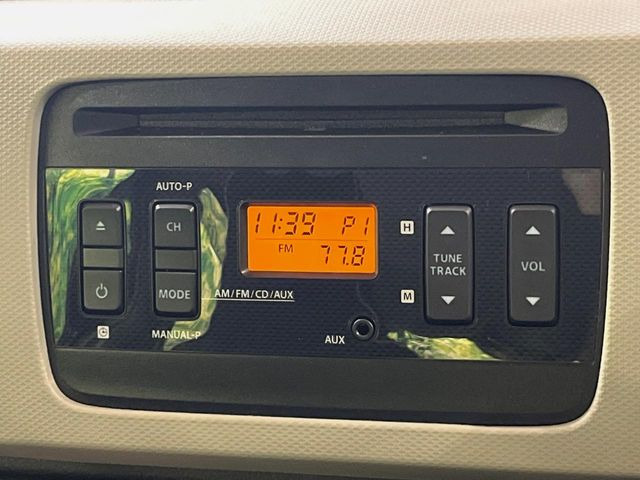 AUTO-P
CH
MODE
MANUAL-P
11:39 P1
FM 77.8
AM/FM/CD/AUX
AUX
H
M
TUNE
TRACK
VOL